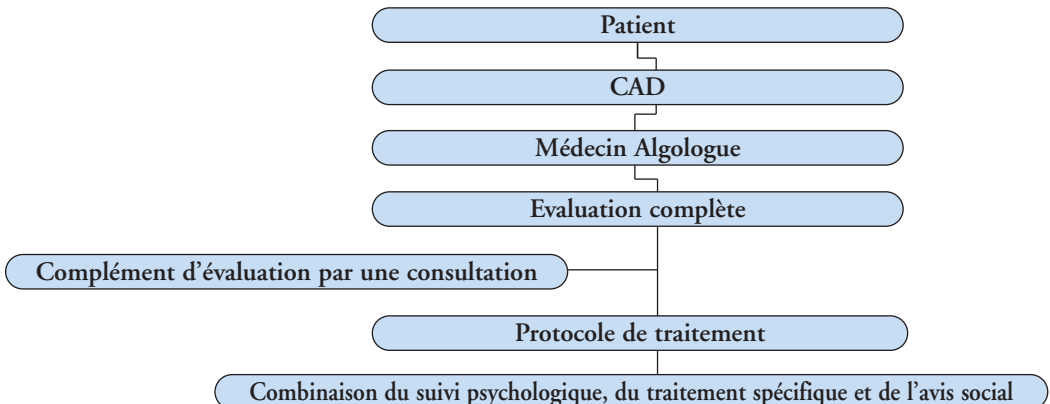 Patient
CAD
Médecin Algologue
Evaluation complète
Complément d'évaluation par une consultation
Protocole de traitement
Combinaison du suivi psychologique, du traitement spécifique et de l'avis social